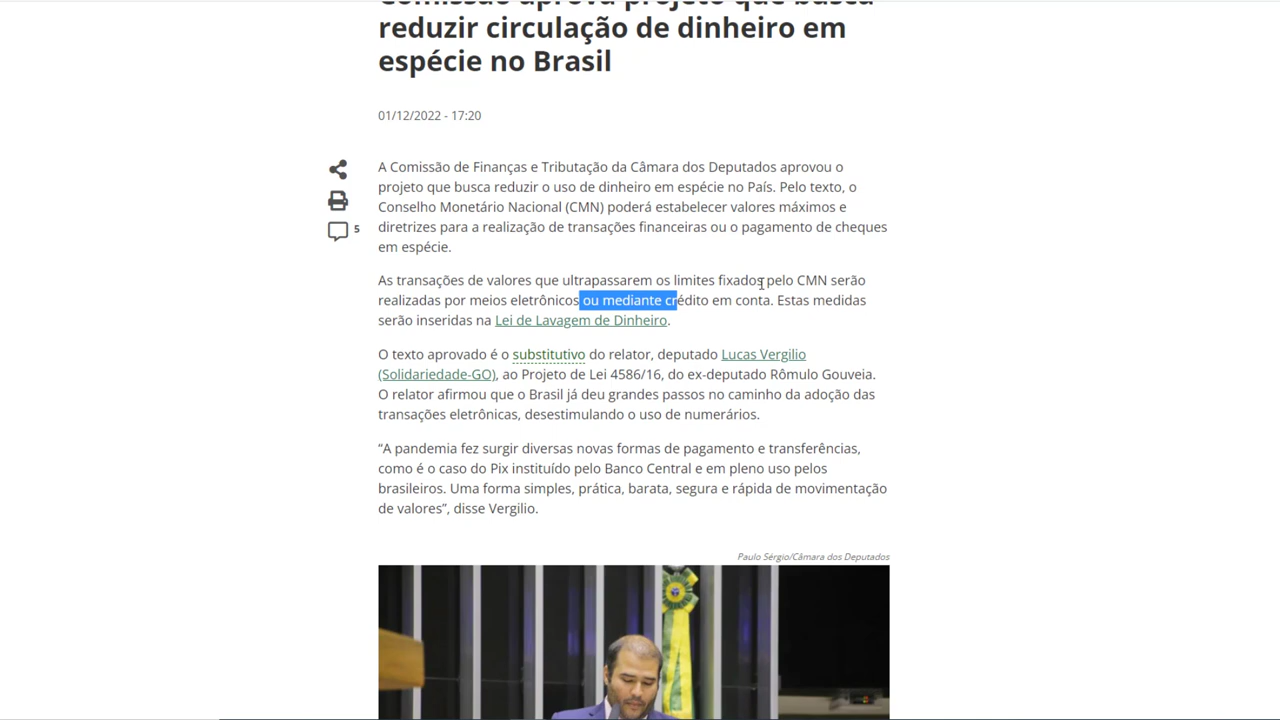 Comissão aprova projeto que busca
reduzir circulação de dinheiro em
espécie no Brasil
01/12/2022 - 17:20
A Comissão de Finanças e Tributação da Câmara dos Deputados aprovou o
projeto que busca reduzir o uso de dinheiro em espécie no País. Pelo texto, o
Conselho Monetário Nacional (CMN) poderá estabelecer valores máximos e
diretrizes para a realização de transações financeiras ou o pagamento de cheques
em espécie.
5
As transações de valores que ultrapassarem os limites fixados pelo CMN serão
realizadas por meios eletrônicos ou mediante crédito em conta. Estas medidas
serão inseridas na Lei de Lavagem de Dinheiro.
O texto aprovado é o substitutivo do relator, deputado Lucas Vergilio
(Solidariedade-GO), ao Projeto de Lei 4586/16, do ex-deputado Rômulo Gouveia.
O relator afirmou que o Brasil já deu grandes passos no caminho da adoção das
transações eletrônicas, desestimulando o uso de numerários.
“A pandemia fez surgir diversas novas formas de pagamento e transferências,
como é o caso do Pix instituído pelo Banco Central e em pleno uso pelos
brasileiros. Uma forma simples, prática, barata, segura e rápida de movimentação
de valores”, disse Vergilio.
Paulo Sérgio/Câmara dos Deputados